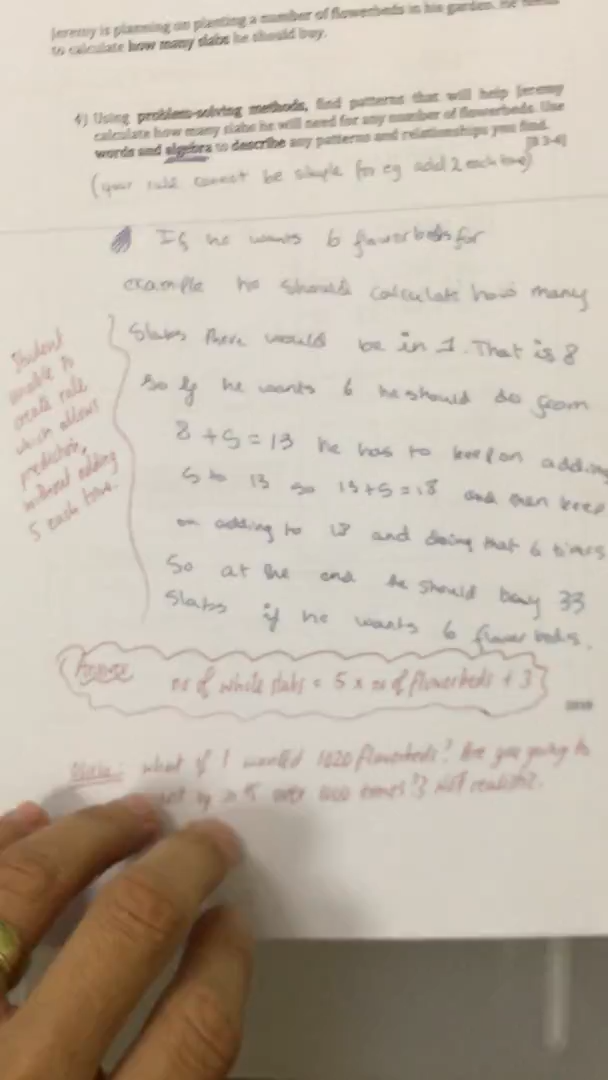 Jeremy is planning on planting a number of flowerbeds in his garden. He
to calculate how many slabs he should buy.
4) Using problem-solving methods, find patterns that will help Jeremy
calculate how many slabs he will need for any number of flowerbeds. Use
words and algebra to describe any patterns and relationships you find.
[B 3-4]
(your rule cannot be simple for eg add 2 each time)
If he wants 6 flowerbeds for
example he should calculate how many
slabs there would be in 1. That is 8
so if he wants 6 he should do from
8 + 5 = 13 he has to keep on adding
5 to 13 so 13+5=18 and then keep
on adding to 18 and doing that 6 times
So at the end he should buy 33
slabs if he wants 6 flowerbeds.
Student
unable to
create rule
which allows
prediction,
without adding
5 each time.
no of white slabs = 5 x no of flowerbeds + 3
what if I wanted 1020 flowerbeds? Are you going to
5 over 1000 times!? Not realistic.